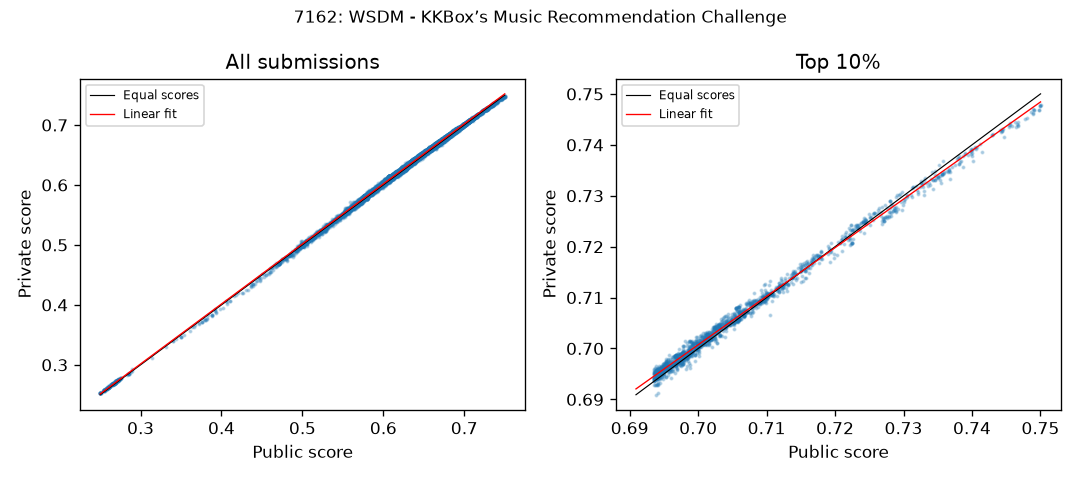 7162: WSDM - KKBox’s Music Recommendation Challenge
All submissions
Equal scores
Linear fit
0.7
0.6
0.5
0.4
0.3
Private score
0.3 0.4 0.5 0.6 0.7
Public score
Top 10%
Equal scores
Linear fit
0.75
0.74
0.73
0.72
0.71
0.70
0.69
Private score
0.69 0.70 0.71 0.72 0.73 0.74 0.75
Public score